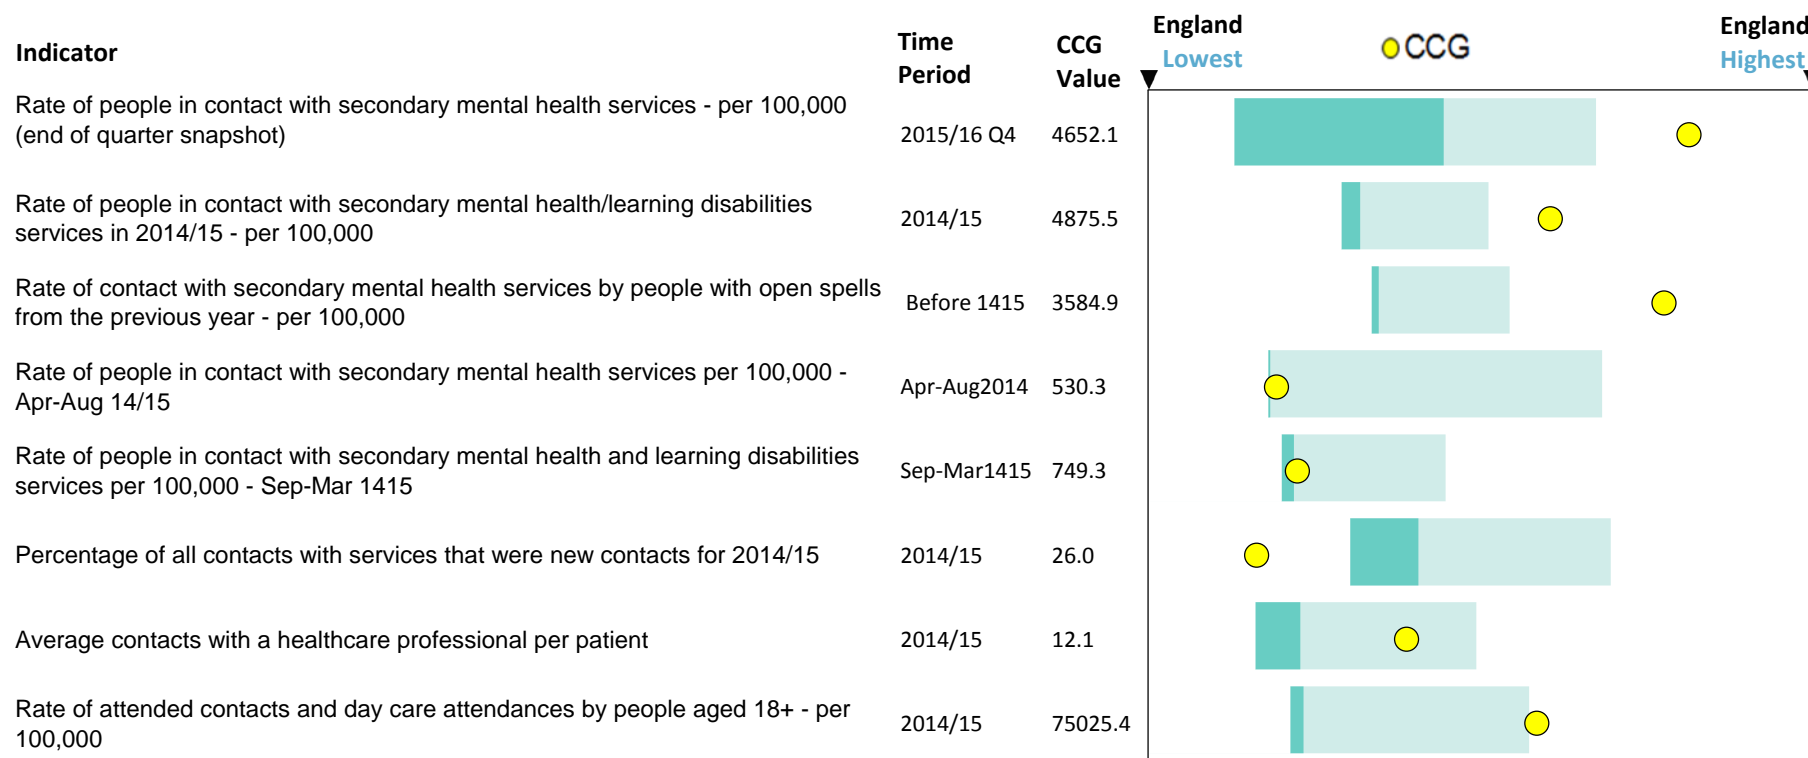 England England
Time CCG CCG
Indicator
Period Value Lowest Highest
Rate of people in contact with secondary mental health services - per 100,000
(end of quarter snapshot) 2015/16 Q4 4652.1
Rate of people in contact with secondary mental health/learning disabilities
services in 2014/15 - per 100,000 2014/15 4875.5
Rate of contact with secondary mental health services by people with open spells
from the previous year - per 100,000 Before 1415 3584.9
Rate of people in contact with secondary mental health services per 100,000 -
Apr-Aug 14/15 Apr-Aug2014 530.3
Rate of people in contact with secondary mental health and learning disabilities
services per 100,000 - Sep-Mar 1415 Sep-Mar1415 749.3
Percentage of all contacts with services that were new contacts for 2014/15 2014/15 26.0
Average contacts with a healthcare professional per patient 2014/15 12.1
Rate of attended contacts and day care attendances by people aged 18+ - per
100,000 2014/15 75025.4